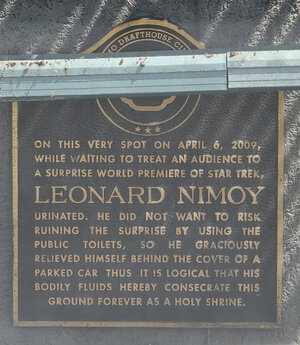 DRAFTHOUSE
ON THIS VERY SPOT ON APRIL 6, 2009,
WHILE WAITING TO TREAT AN AUDIENCE TO
A SURPRISE WORLD PREMIERE OF STAR TREK,
LEONARD NIMOY
URINATED. HE DID NOT WANT TO RISK
RUINING THE SURPRISE BY USING THE
PUBLIC TOILETS, SO HE GRACIOUSLY
RELIEVED HIMSELF BEHIND THE COVER OF A
PARKED CAR THUS IT IS LOGICAL THAT HIS
BODILY FLUIDS HEREBY CONSECRATE THIS
GROUND FOREVER AS A HOLY SHRINE.